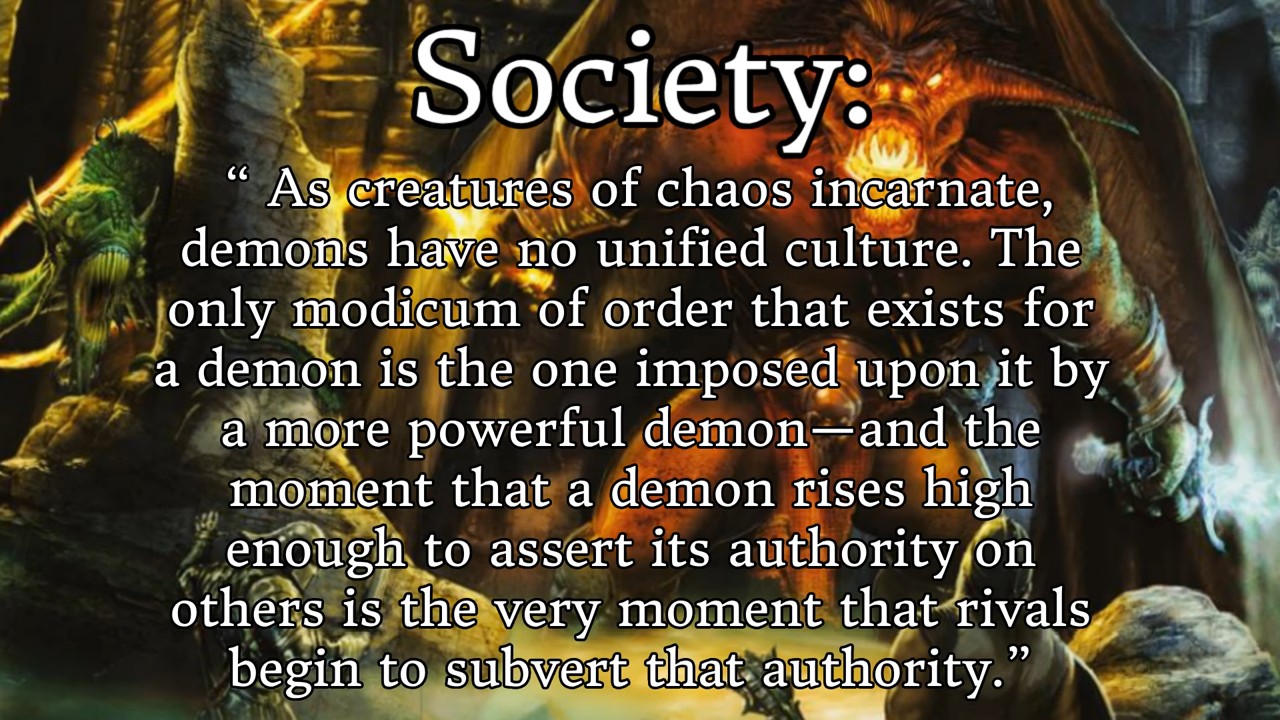 Society:
“ As creatures of chaos incarnate,
demons have no unified culture. The
only modicum of order that exists for
a demon is the one imposed upon it by
a more powerful demon—and the
moment that a demon rises high
enough to assert its authority on
others is the very moment that rivals
begin to subvert that authority.”